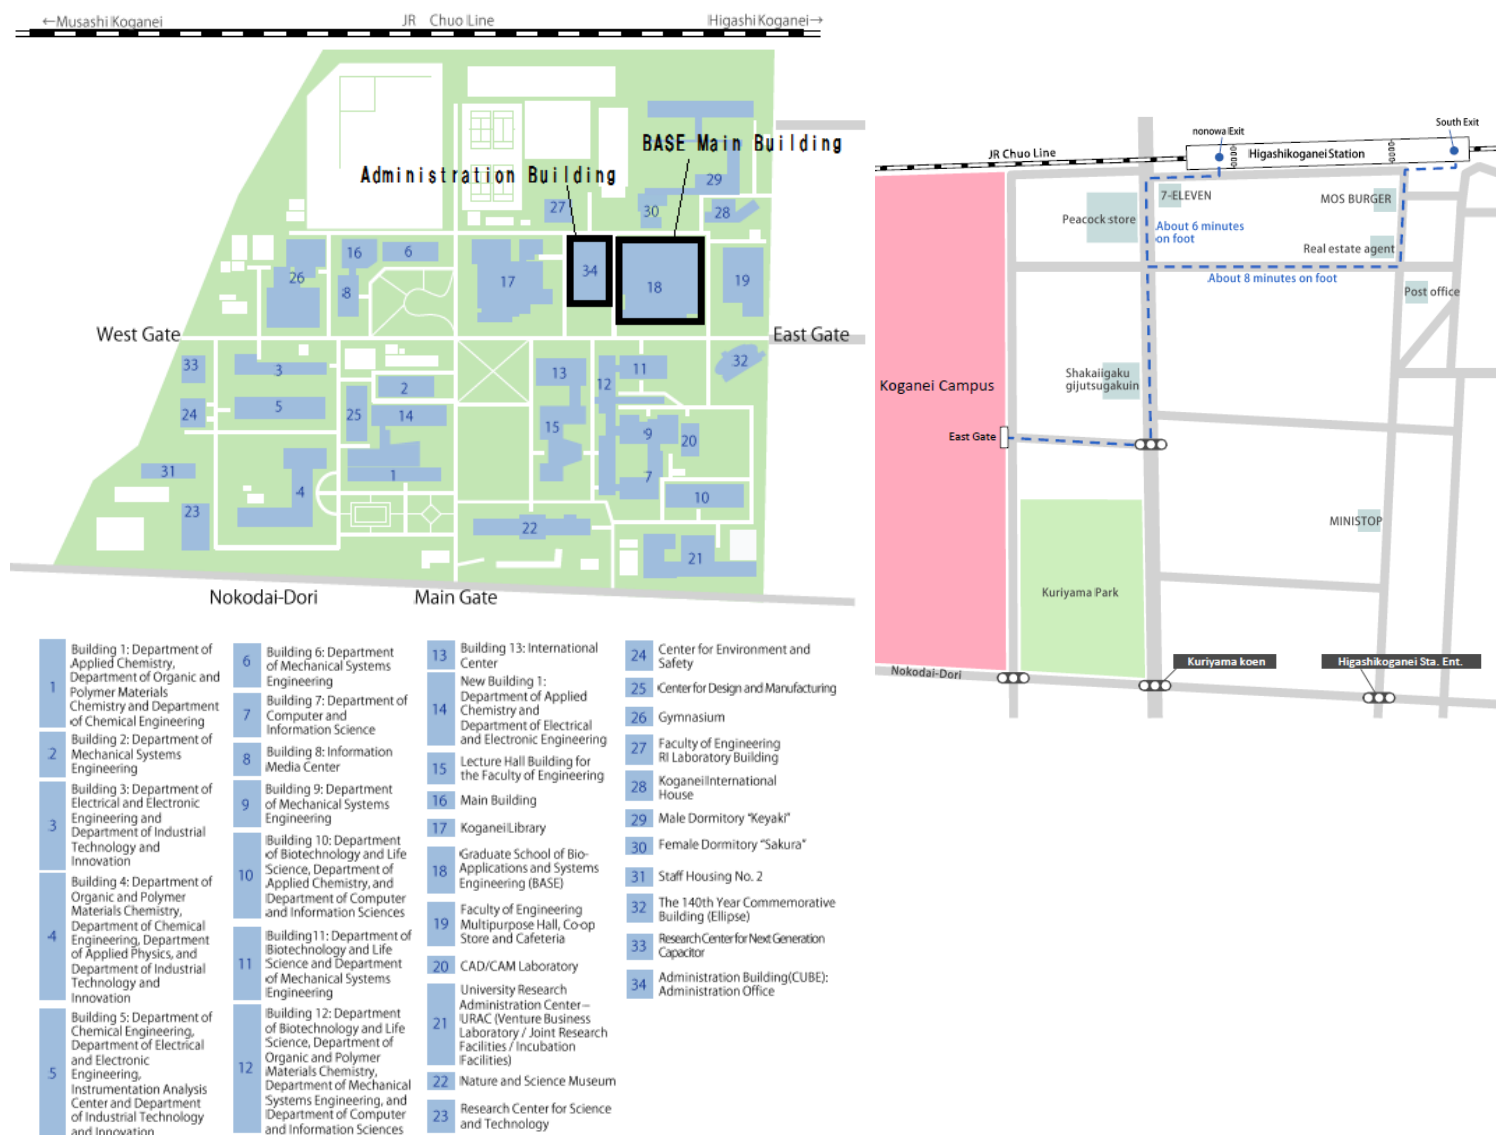 ←Musashi Koganei
JR Chuo Line
Higashi Koganei→
BASE Main Building
Administration Building
29
27
30
28
16
6
26
8
17
34
18
19
West Gate
East Gate
33
3
13
12
11
32
2
24
5
25
14
15
9
20
31
1
7
4
10
23
22
21
Nokodai-Dori
Main Gate
South Exit
nonowa Exit
JR Chuo Line
Higashikoganei Station
7-ELEVEN
MOS BURGER
Peacock store
About 6 minutes
on foot
Real estate agent
About 8 minutes on foot
Post office
Shakaiigaku
gijutsugakuin
Koganei Campus
East Gate
MINISTOP
Kuriyama Park
Nokodai-Dori
Kuriyama koen
Higashikoganei Sta. Ent.
1
Building 1: Department of
Applied Chemistry,
Department of Organic and
Polymer Materials
Chemistry and Department
of Chemical Engineering
2
Building 2: Department of
Mechanical Systems
Engineering
3
Building 3: Department of
Electrical and Electronic
Engineering and
Department of Industrial
Technology and
Innovation
4
Building 4: Department of
Organic and Polymer
Materials Chemistry,
Department of Chemical
Engineering, Department
of Applied Physics, and
Department of Industrial
Technology and
Innovation
5
Building 5: Department of
Chemical Engineering,
Department of Electrical
and Electronic
Engineering,
Instrumentation Analysis
Center and Department
of Industrial Technology
and Innovation
6
Building 6: Department
of Mechanical Systems
Engineering
7
Building 7: Department of
Computer and
Information Science
8
Building 8: Information
Media Center
9
Building 9: Department
of Mechanical Systems
Engineering
10
Building 10: Department
of Biotechnology and Life
Science, Department of
Applied Chemistry, and
Department of Computer
and Information Sciences
11
Building11: Department of
Biotechnology and Life
Science and Department
of Mechanical Systems
Engineering
12
Building 12: Department
of Biotechnology and Life
Science, Department of
Organic and Polymer
Materials Chemistry,
Department of Mechanical
Systems Engineering, and
Department of Computer
and Information Sciences
13
Building 13: International
Center
14
New Building 1:
Department of Applied
Chemistry and
Department of Electrical
and Electronic Engineering
15
Lecture Hall Building for
the Faculty of Engineering
16
Main Building
17
Koganei Library
18
Graduate School of Bio-
Applications and Systems
Engineering (BASE)
19
Faculty of Engineering
Multipurpose Hall, Co-op
Store and Cafeteria
20
CAD/CAM Laboratory
21
University Research
Administration Center—
URAC (Venture Business
Laboratory / Joint Research
Facilities / Incubation
Facilities)
22
Nature and Science Museum
23
Research Center for Science
and Technology
24
Center for Environment and
Safety
25
Center for Design and Manufacturing
26
Gymnasium
27
Faculty of Engineering
RI Laboratory Building
28
Koganei International
House
29
Male Dormitory “Keyaki”
30
Female Dormitory “Sakura”
31
Staff Housing No. 2
32
The 140th Year Commemorative
Building (Ellipse)
33
Research Center for Next Generation
Capacitor
34
Administration Building(CUBE):
Administration Office